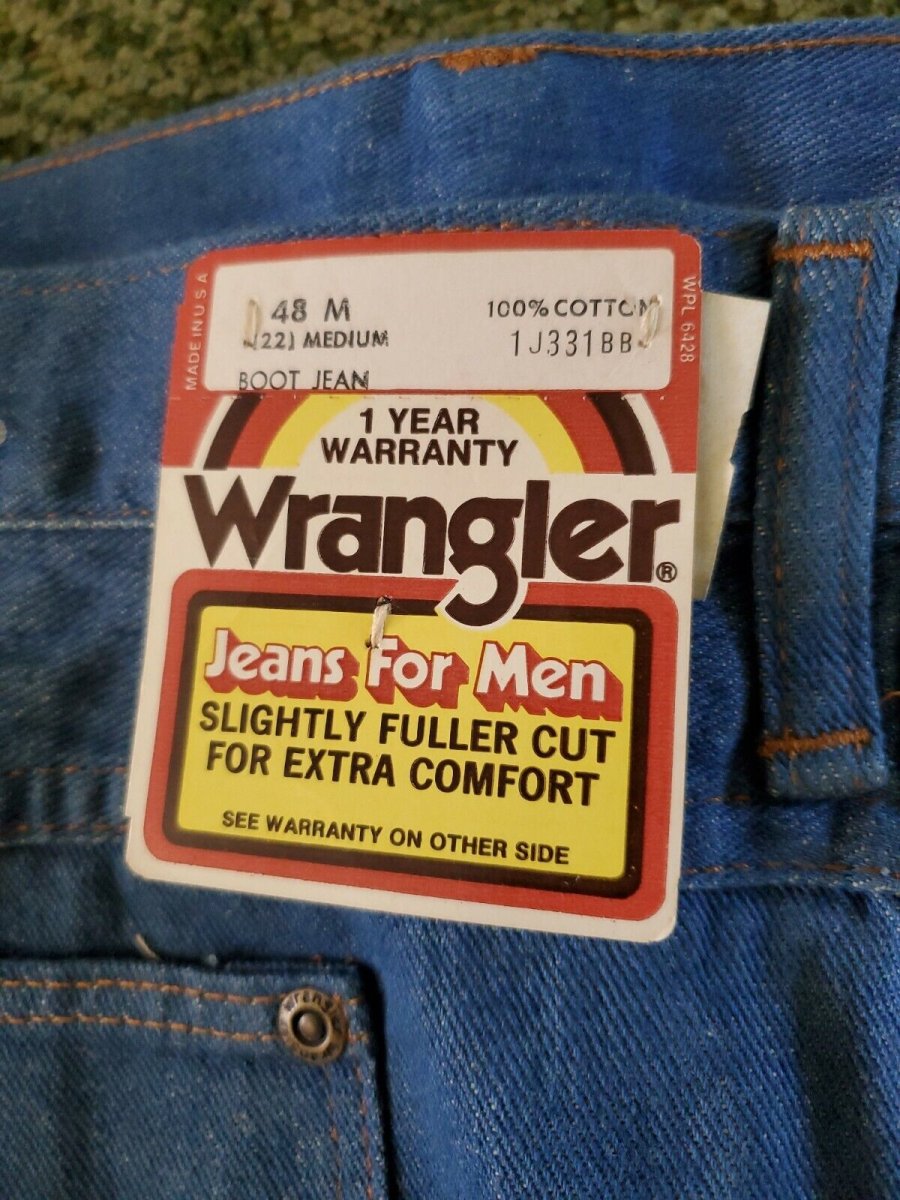 MADE IN U S A
48 M
(22) MEDIUM
BOOT JEAN
100% COTTON
1J331BB
WPL 6428
1 YEAR
WARRANTY
Wrangler®
Jeans For Men
SLIGHTLY FULLER CUT
FOR EXTRA COMFORT
SEE WARRANTY ON OTHER SIDE